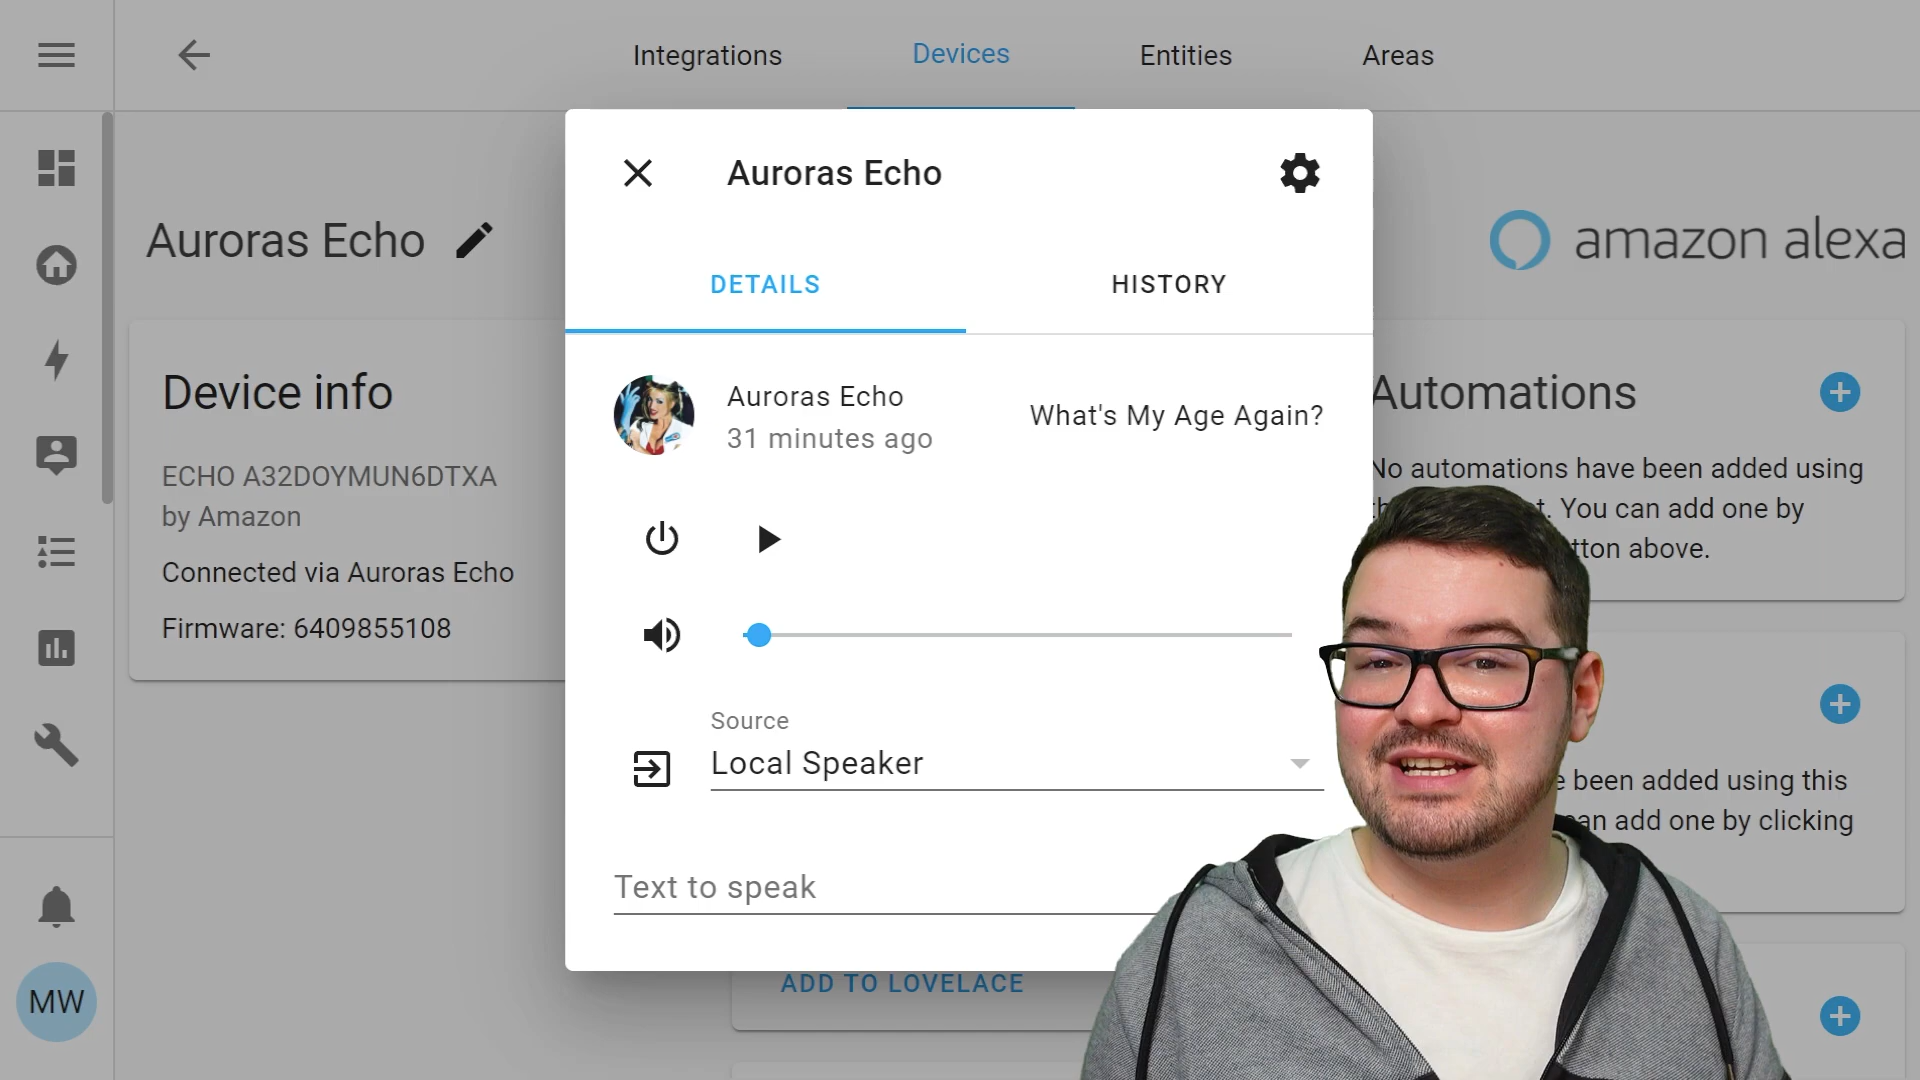 Integrations
Devices
Entities
Areas
Auroras Echo
Auroras Echo
amazon alexa
DETAILS
HISTORY
Device info
ECHO A32DOYMUN6DTXA
by Amazon
Connected via Auroras Echo
Firmware: 6409855108
Auroras Echo
31 minutes ago
What's My Age Again?
Source
Local Speaker
Text to speak
ADD TO LOVELACE
Automations
No automations have been added using
t. You can add one by
tton above.
e been added using this
can add one by clicking
MW